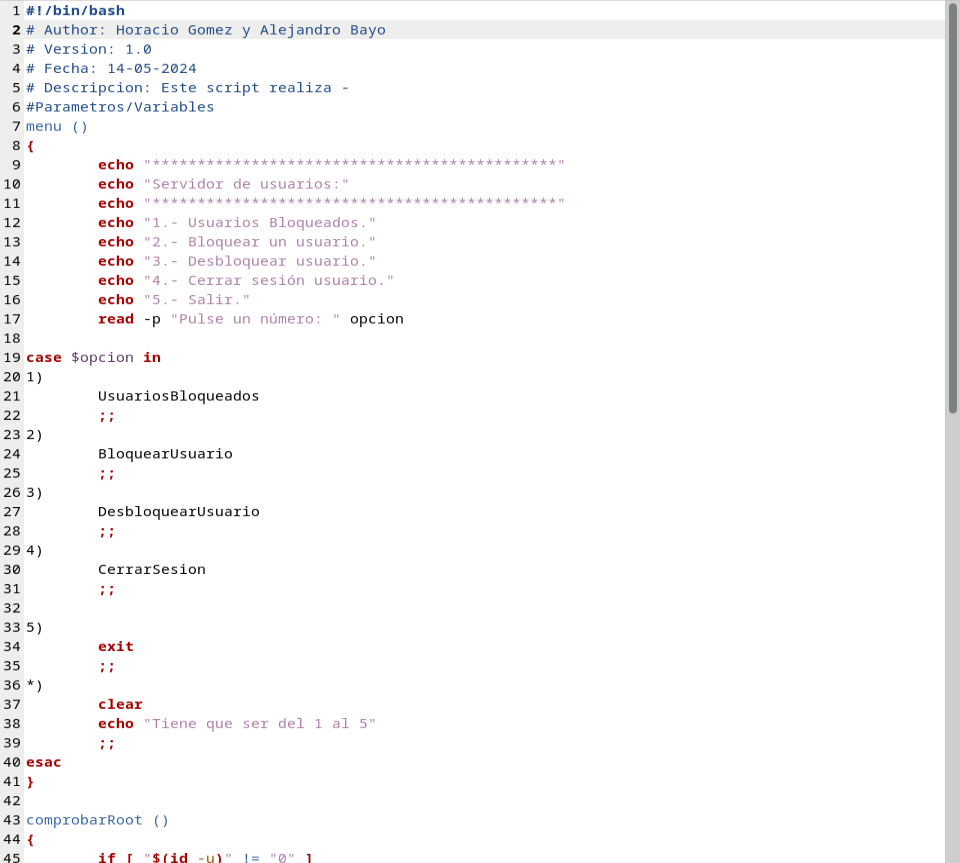 1 #!/bin/bash
2 # Author: Horacio Gomez y Alejandro Bayo
3 # Version: 1.0
4 # Fecha: 14-05-2024
5 # Descripcion: Este script realiza -
6 #Parametros/Variables
7 menu ()
8 {
9         echo "*********************************************"
10         echo "Servidor de usuarios:"
11         echo "*********************************************"
12         echo "1.- Usuarios Bloqueados."
13         echo "2.- Bloquear un usuario."
14         echo "3.- Desbloquear usuario."
15         echo "4.- Cerrar sesión usuario."
16         echo "5.- Salir."
17         read -p "Pulse un número: " opcion
18
19 case $opcion in
20 1)
21         UsuariosBloqueados
22         ;;
23 2)
24         BloquearUsuario
25         ;;
26 3)
27         DesbloquearUsuario
28         ;;
29 4)
30         CerrarSesion
31         ;;
32
33 5)
34         exit
35         ;;
36 *)
37         clear
38         echo "Tiene que ser del 1 al 5"
39         ;;
40 esac
41 }
42
43 comprobarRoot ()
44 {
45         if [ "$(id -u)" != "0" ]